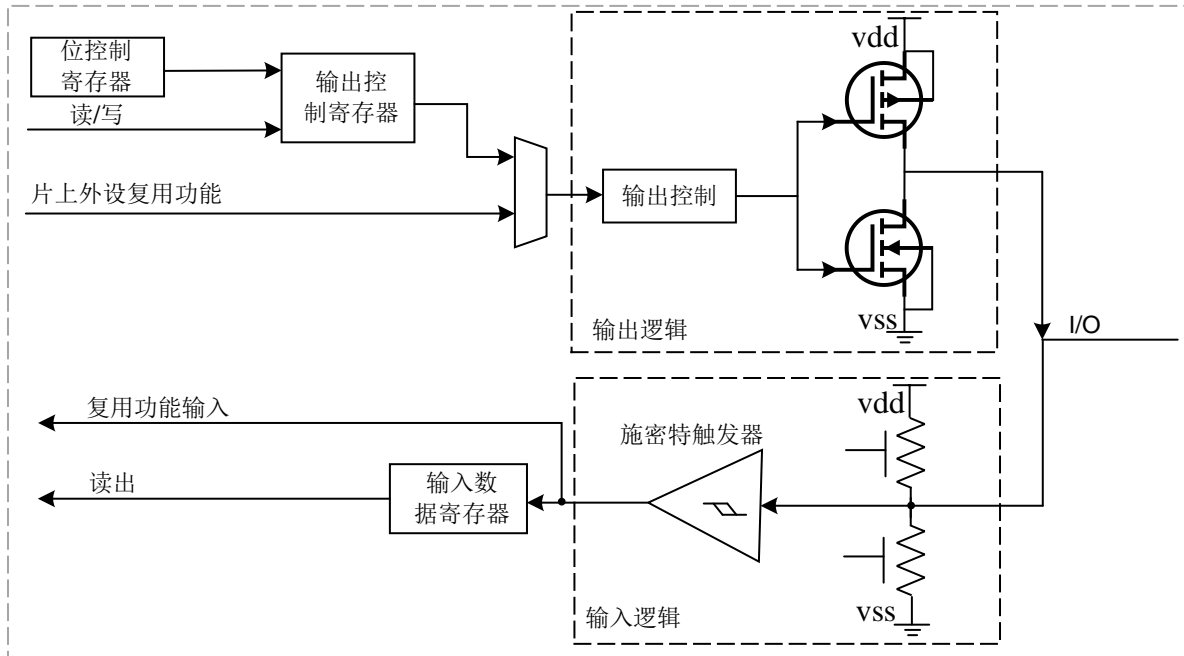 位控制
寄存器
读/写
输出控
制寄存器
片上外设复用功能
输出控制
vdd
vss
输出逻辑
I/O
复用功能输入
读出
输入数
据寄存器
施密特触发器
vdd
vss
输入逻辑